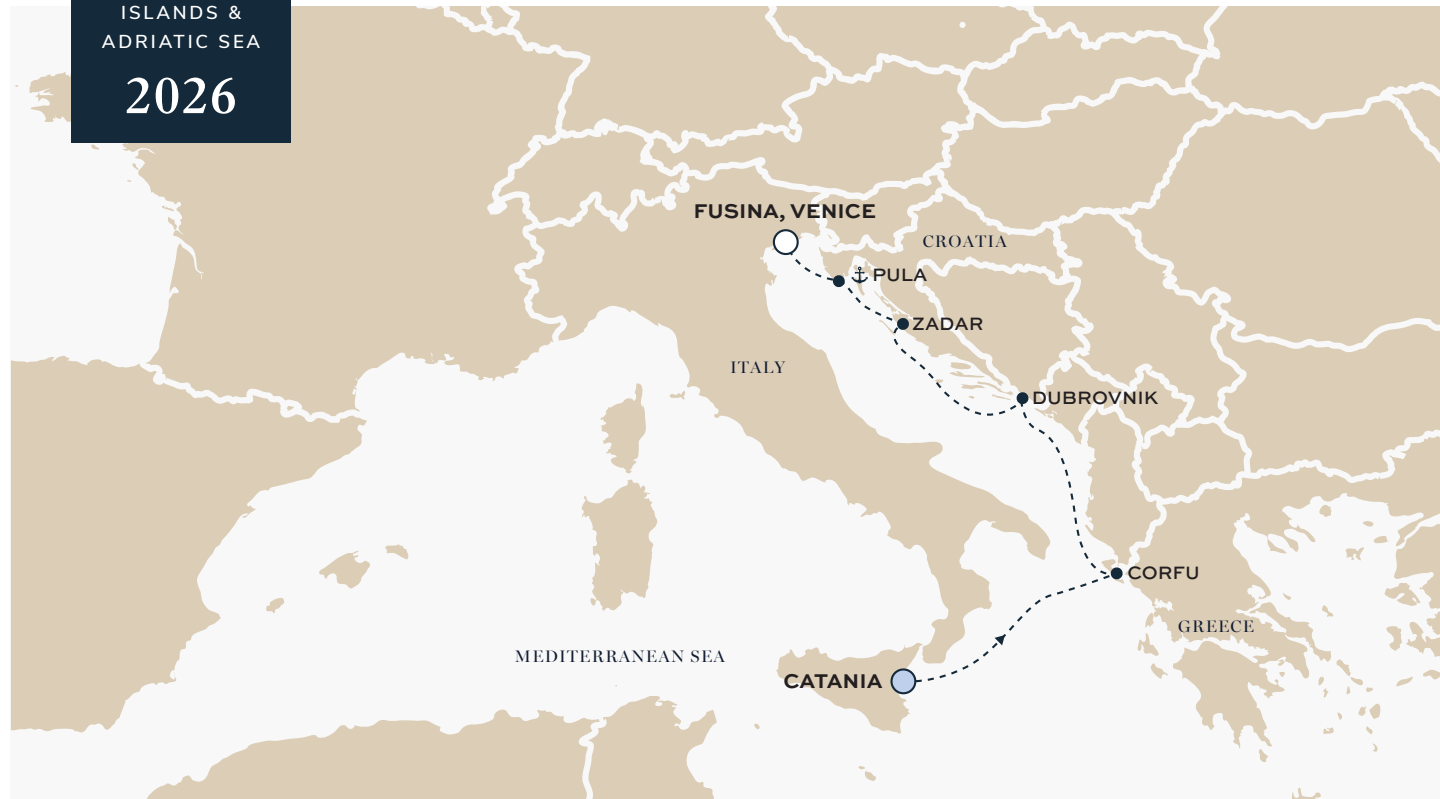 ISLANDS &
ADRIATIC SEA
2026
FUSINA, VENICE
CROATIA
PULA
ZADAR
ITALY
DUBROVNIK
CORFU
GREECE
MEDITERRANEAN SEA
CATANIA